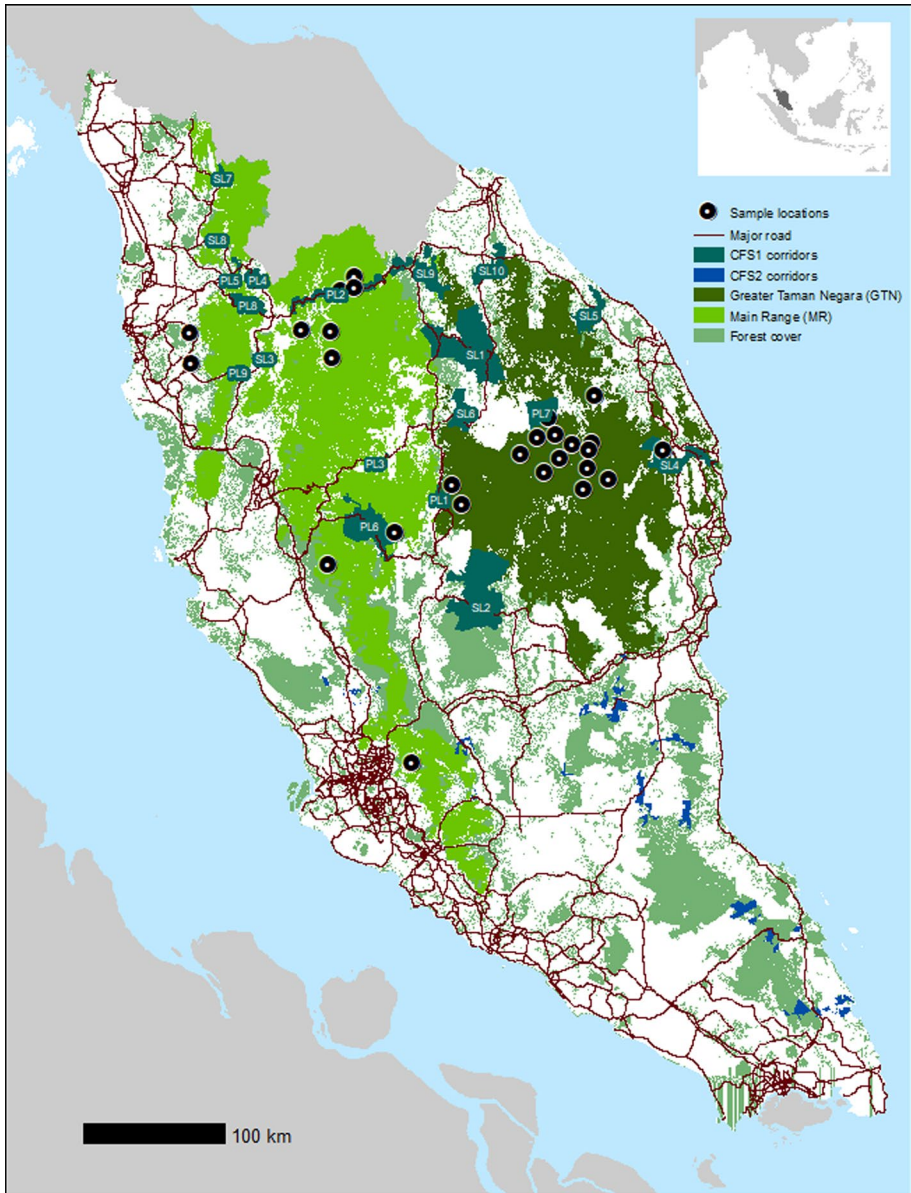 Sample locations
Major road
CFS1 corridors
CFS2 corridors
Greater Taman Negara (GTN)
Main Range (MR)
Forest cover
SL7
SL8
PL5
PL4
PL8
PL2
SL9
SL10
SL5
SL3
PL9
SL1
SL6
PL7
PL3
SL4
PL1
PL6
SL2
100 km